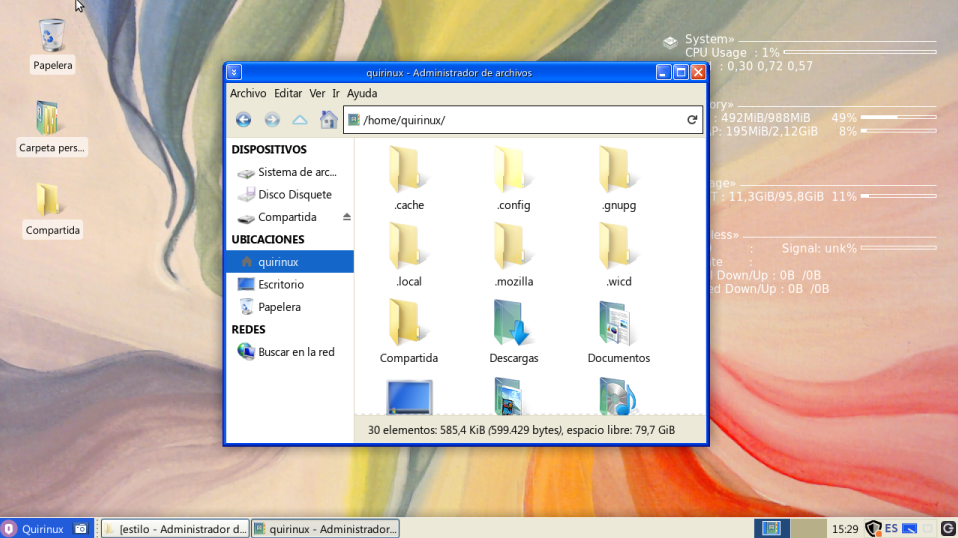 Papelera
Carpeta pers...
Compartida
quirinux - Administrador de archivos
Archivo Editar Ver Ir Ayuda
/home/quirinux/
DISPOSITIVOS
Sistema de arc...
Disco Disquete
Compartida
UBICACIONES
quirinux
Escritorio
Papelera
REDES
Buscar en la red
.cache .config .gnupg
.local .mozilla .wicd
Compartida Descargas Documentos
30 elementos: 585,4 KiB (599.429 bytes), espacio libre: 79,7 GiB
System»
CPU Usage : 1%
: 0,30 0,72 0,57
ory»
: 492MiB/988MiB 49%
P: 195MiB/2,12GiB 8%
age»
: 11,3GiB/95,8GiB 11%
less»
: Signal: unk%
te :
Down/Up : 0B /0B
ed Down/Up : 0B /0B
Quirinux [estilo - Administrador d... quirinux - Administrador... 15:29 ES